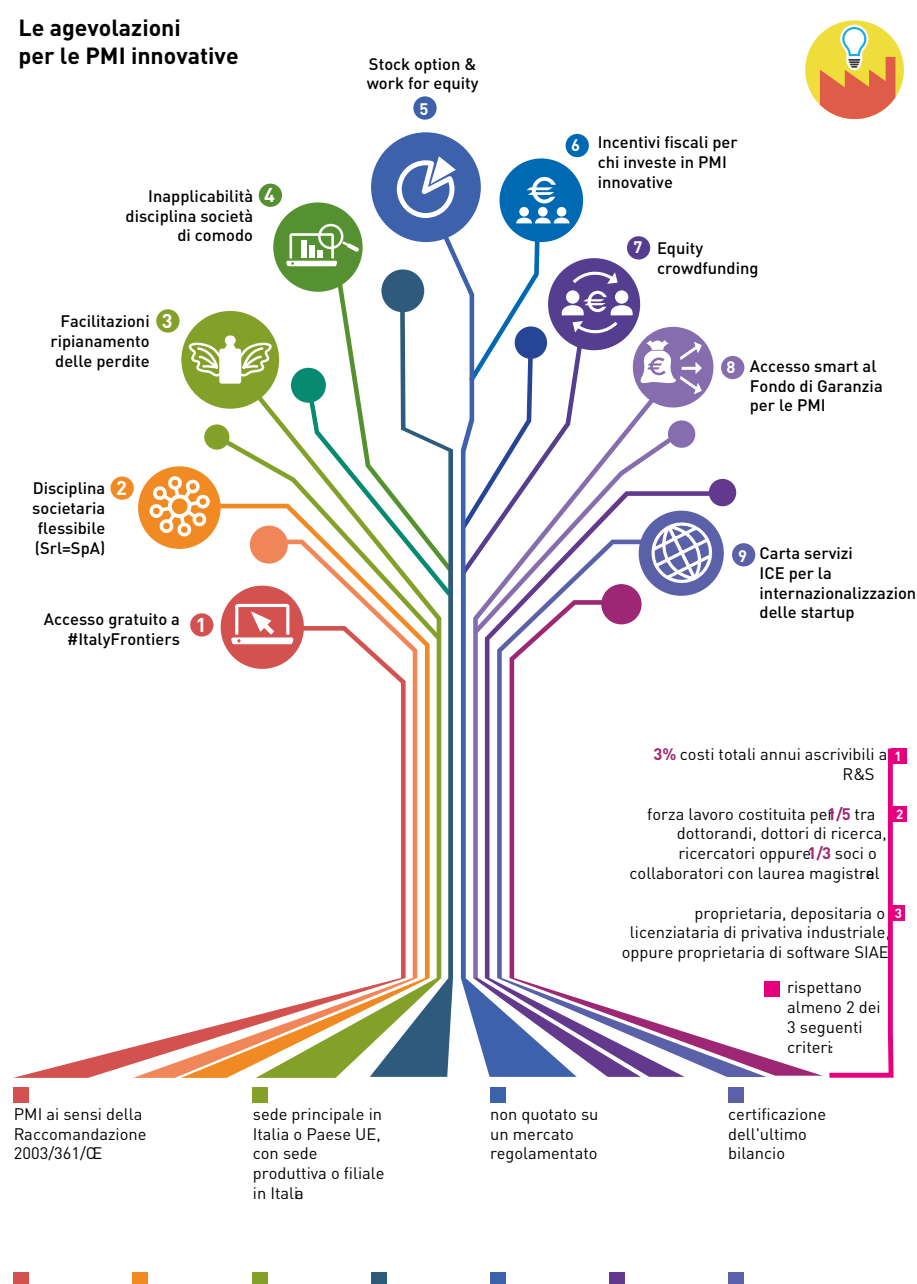 Le agevolazioni
per le PMI innovative
Stock option &
work for equity
5
6
Incentivi fiscali per
chi investe in PMI
innovative
Inapplicabilità
disciplina società
di comodo
4
7
Equity
crowdfunding
Facilitazioni
ripianamento
delle perdite
3
8
Accesso smart al
Fondo di Garanzia
per le PMI
Disciplina
societaria
flessibile
(Srl=SpA)
2
9
Carta servizi
ICE per la
internazionalizzazion
delle startup
Accesso gratuito a
#ItalyFrontiers
1
3% costi totali annui ascrivibili a
R&S
1
forza lavoro costituita per 1/5 tra
dottorandi, dottori di ricerca,
ricercatori oppure 1/3 soci o
collaboratori con laurea magistral
2
proprietaria, depositaria o
licenziataria di privativa industriale,
oppure proprietaria di software SIAE
3
rispettano
almeno 2 dei
3 seguenti
criteri:
PMI ai sensi della
Raccomandazione
2003/361/CE
sede principale in
Italia o Paese UE,
con sede
produttiva o filiale
in Italia
non quotato su
un mercato
regolamentato
certificazione
dell'ultimo
bilancio